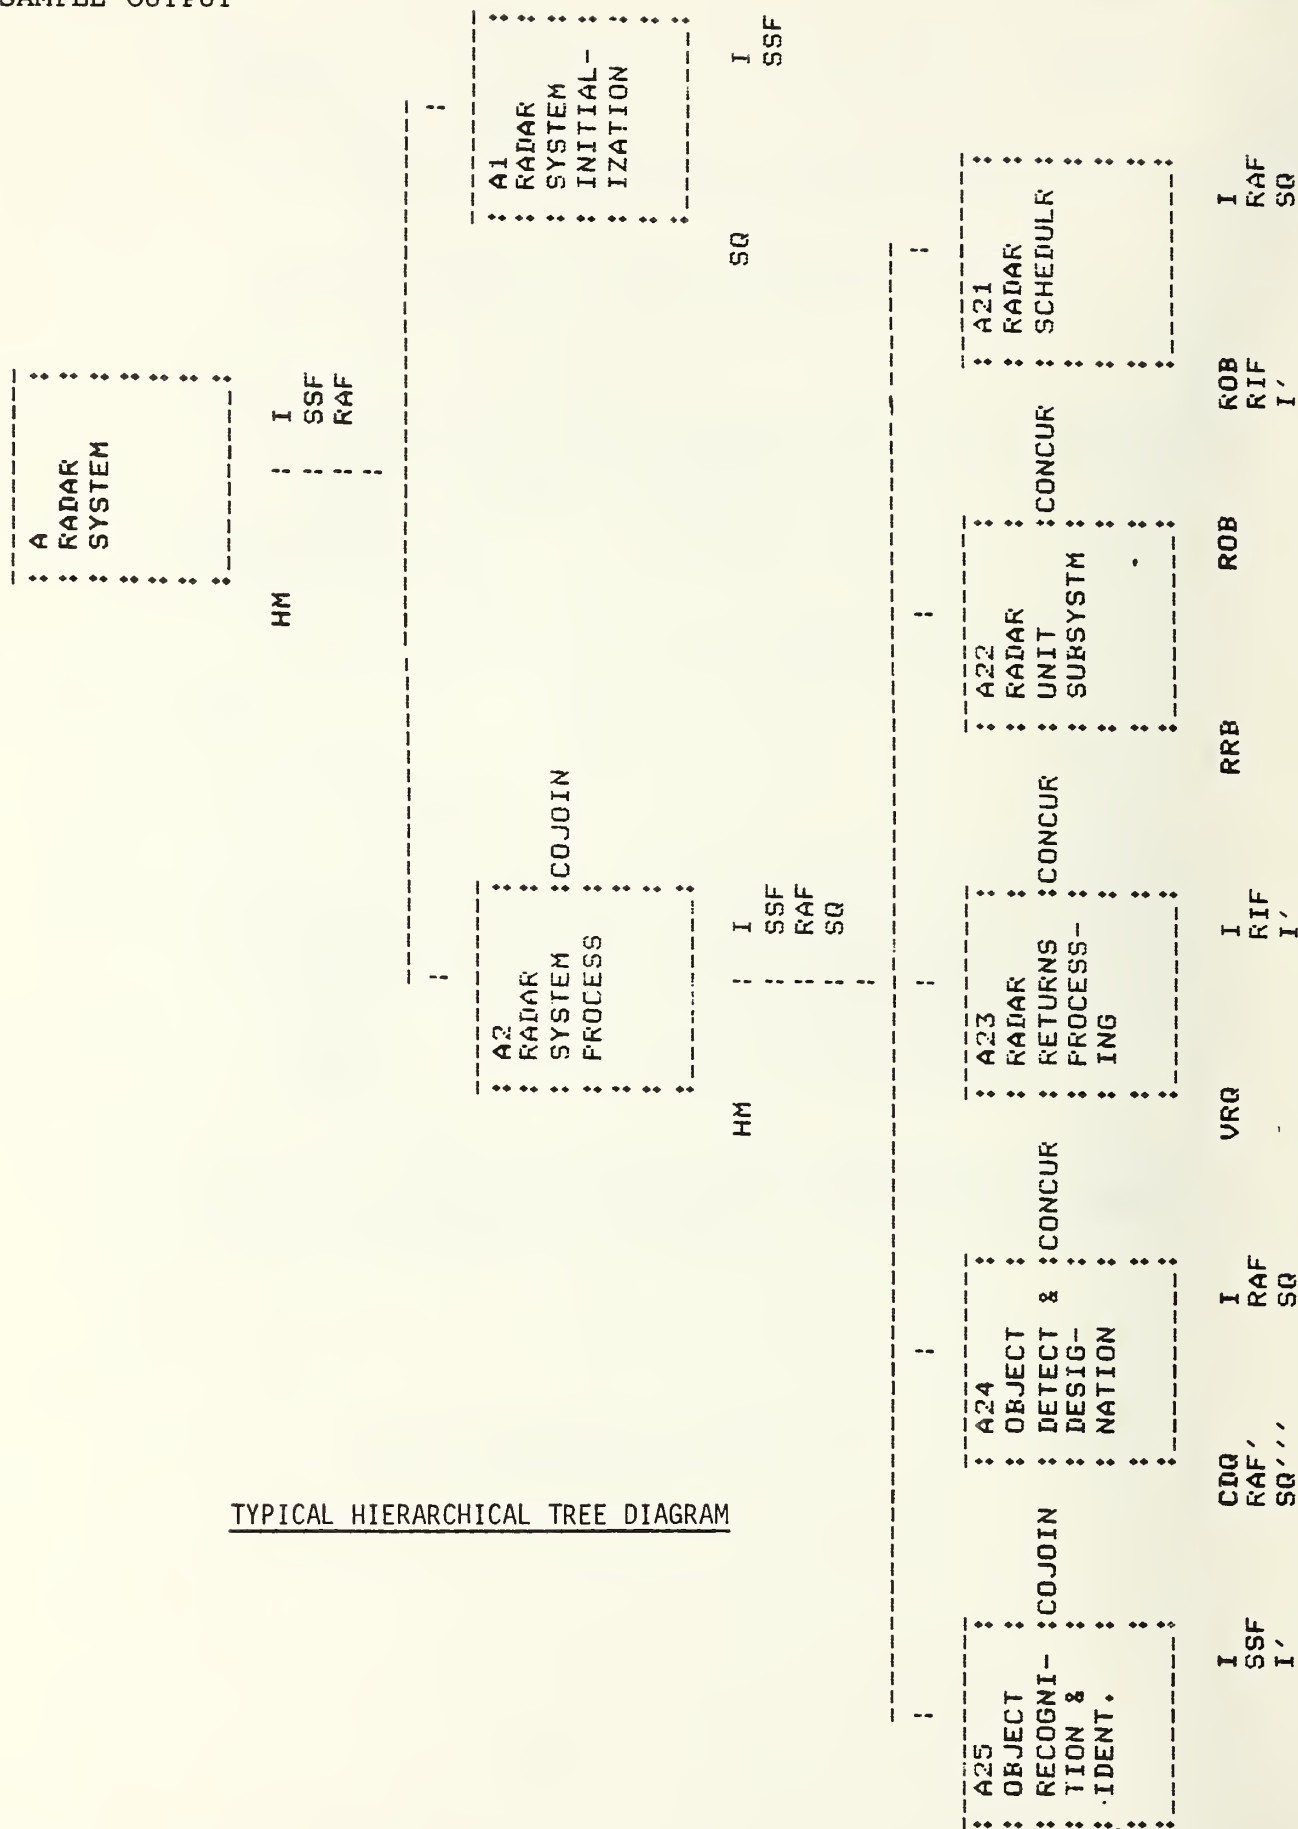 SAMPLE OUTPUT
A
RADAR
SYSTEM
HM
I
SSF
RAF
A2
RADAR
SYSTEM
PROCESS
COJOIN
A1
RADAR
SYSTEM
INITIAL-
IZATION
HM
I
SSF
RAF
SQ
SQ
I
SSF
A25
OBJECT
RECOGNI-
TION &
IDENT.
COJOIN
A24
OBJECT
DETECT &
DESIG-
NATION
CONCUR
A23
RADAR
RETURNS
PROCESS-
ING
CONCUR
A22
RADAR
UNIT
SUBSYSTM
CONCUR
A21
RADAR
SCHEDULR
I
SSF
I'
CDQ
RAF'
SQ'''
I
RAF
SQ
VRQ
I
RIF
I'
RRB
ROB
ROB
RIF
I'
I
RAF
SQ
TYPICAL HIERARCHICAL TREE DIAGRAM